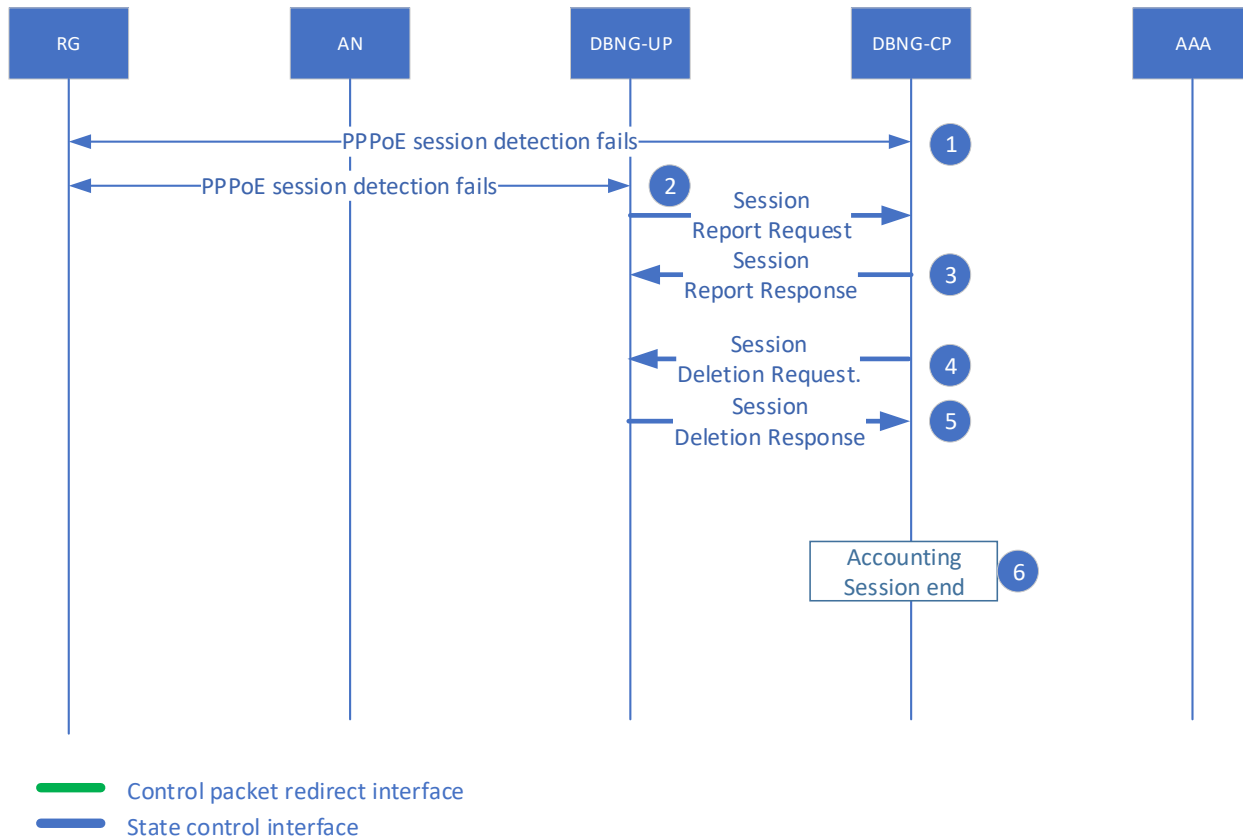 RG
AN
DBNG-UP
DBNG-CP
AAA
PPPoE session detection fails
1
PPPoE session detection fails
2
Session
Report Request
Session
Report Response
3
Session
Deletion Request.
4
Session
Deletion Response
5
Accounting
Session end
6
Control packet redirect interface
State control interface